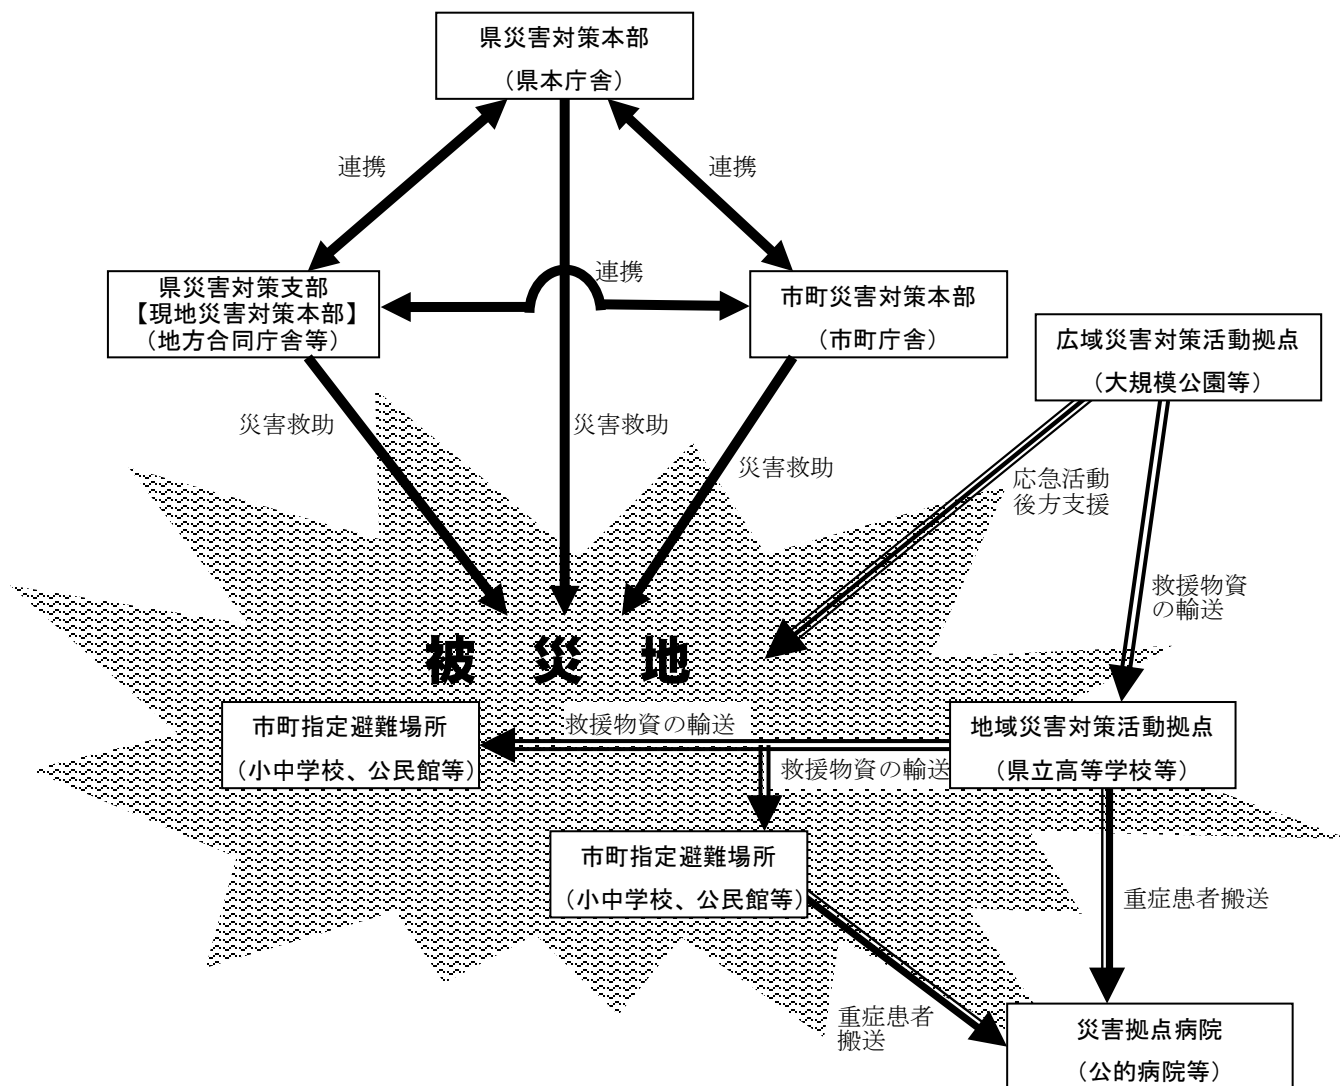 県災害対策本部
（県本庁舎）
連携
連携
県災害対策支部
【現地災害対策本部】
（地方合同庁舎等）
連携
市町災害対策本部
（市町庁舎）
広域災害対策活動拠点
（大規模公園等）
災害救助
災害救助
災害救助
応急活動
後方支援
救援物資
の輸送
被災地
市町指定避難場所
（小中学校、公民館等）
救援物資の輸送
救援物資の輸送
地域災害対策活動拠点
（県立高等学校等）
市町指定避難場所
（小中学校、公民館等）
重症患者搬送
重症患者
搬送
災害拠点病院
（公的病院等）